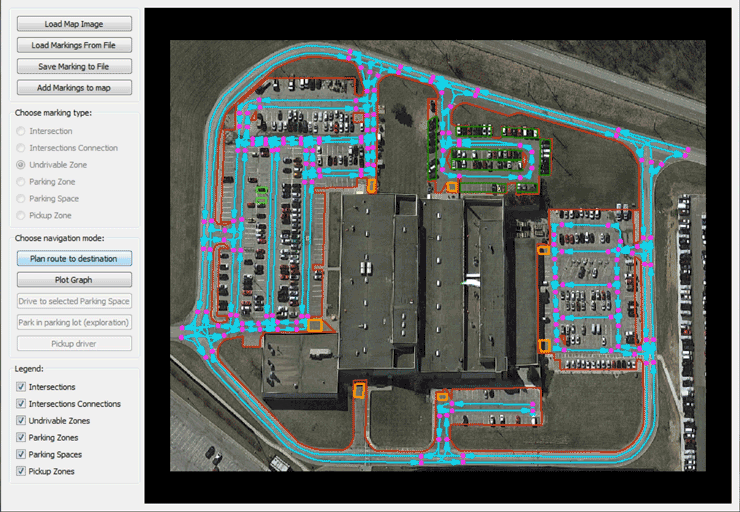 Load Map Image
Load Markings From File
Save Marking to File
Add Markings to map
Choose marking type:
Intersection
Intersections Connection
Undrivable Zone
Parking Zone
Parking Space
Pickup Zone
Choose navigation mode:
Plan route to destination
Plot Graph
Drive to selected Parking Space
Park in parking lot (exploration)
Pickup driver
Legend:
Intersections
Intersections Connections
Undrivable Zones
Parking Zones
Parking Spaces
Pickup Zones